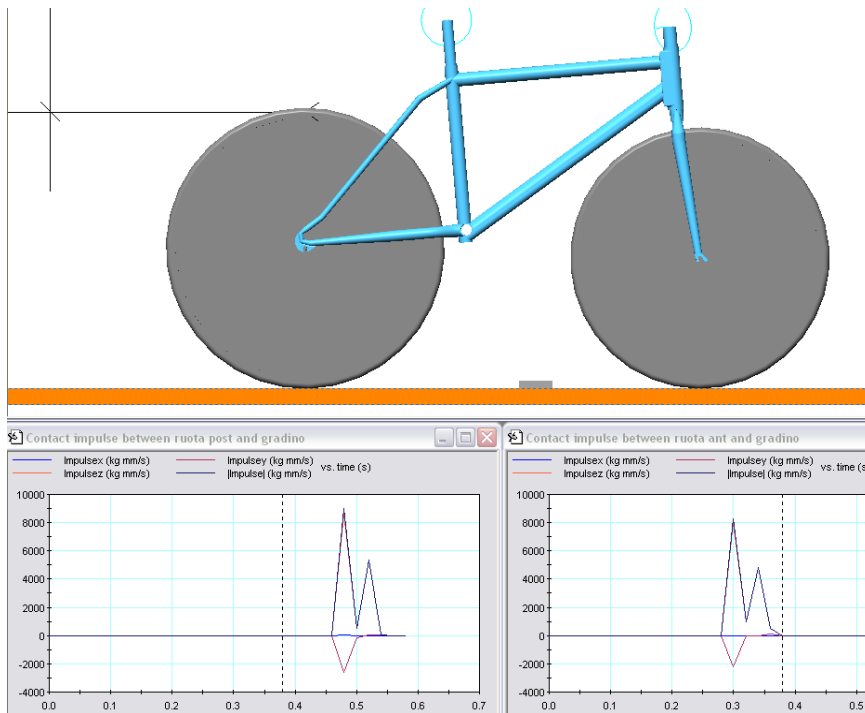 Contact impulse between ruota post and gradino
Impulsex (kg mm/s) Impulsey (kg mm/s) vs. time (s)
Impulsez (kg mm/s) |Impulse| (kg mm/s)
10000
8000
6000
4000
2000
0
-2000
-4000
0.0 0.1 0.2 0.3 0.4 0.5 0.6 0.7
Contact impulse between ruota ant and gradino
Impulsex (kg mm/s) Impulsey (kg mm/s) vs. time (s)
Impulsez (kg mm/s) |Impulse| (kg mm/s)
10000
8000
6000
4000
2000
0
-2000
-4000
0.0 0.1 0.2 0.3 0.4 0.5